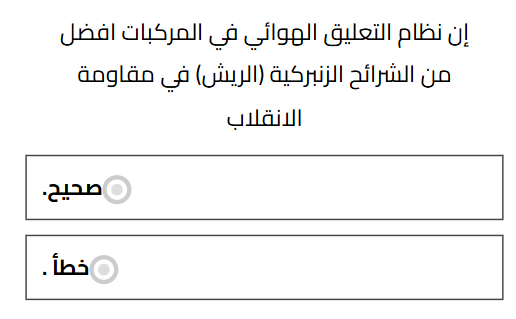 إن نظام التعليق الهوائي في المركبات افضل
من الشرائح الزنبركية (الريش) في مقاومة
الانقلاب
صحيح.
خطأ .